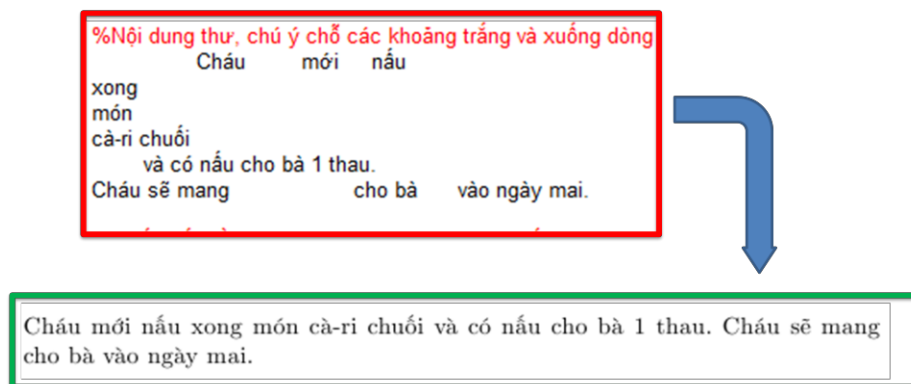 %Nội dung thư, chú ý chỗ các khoảng trắng và xuống dòng
Cháu mới nấu
xong
món
cà-ri chuối
và có nấu cho bà 1 thau.
Cháu sẽ mang cho bà vào ngày mai.
Cháu mới nấu xong món cà-ri chuối và có nấu cho bà 1 thau. Cháu sẽ mang
cho bà vào ngày mai.